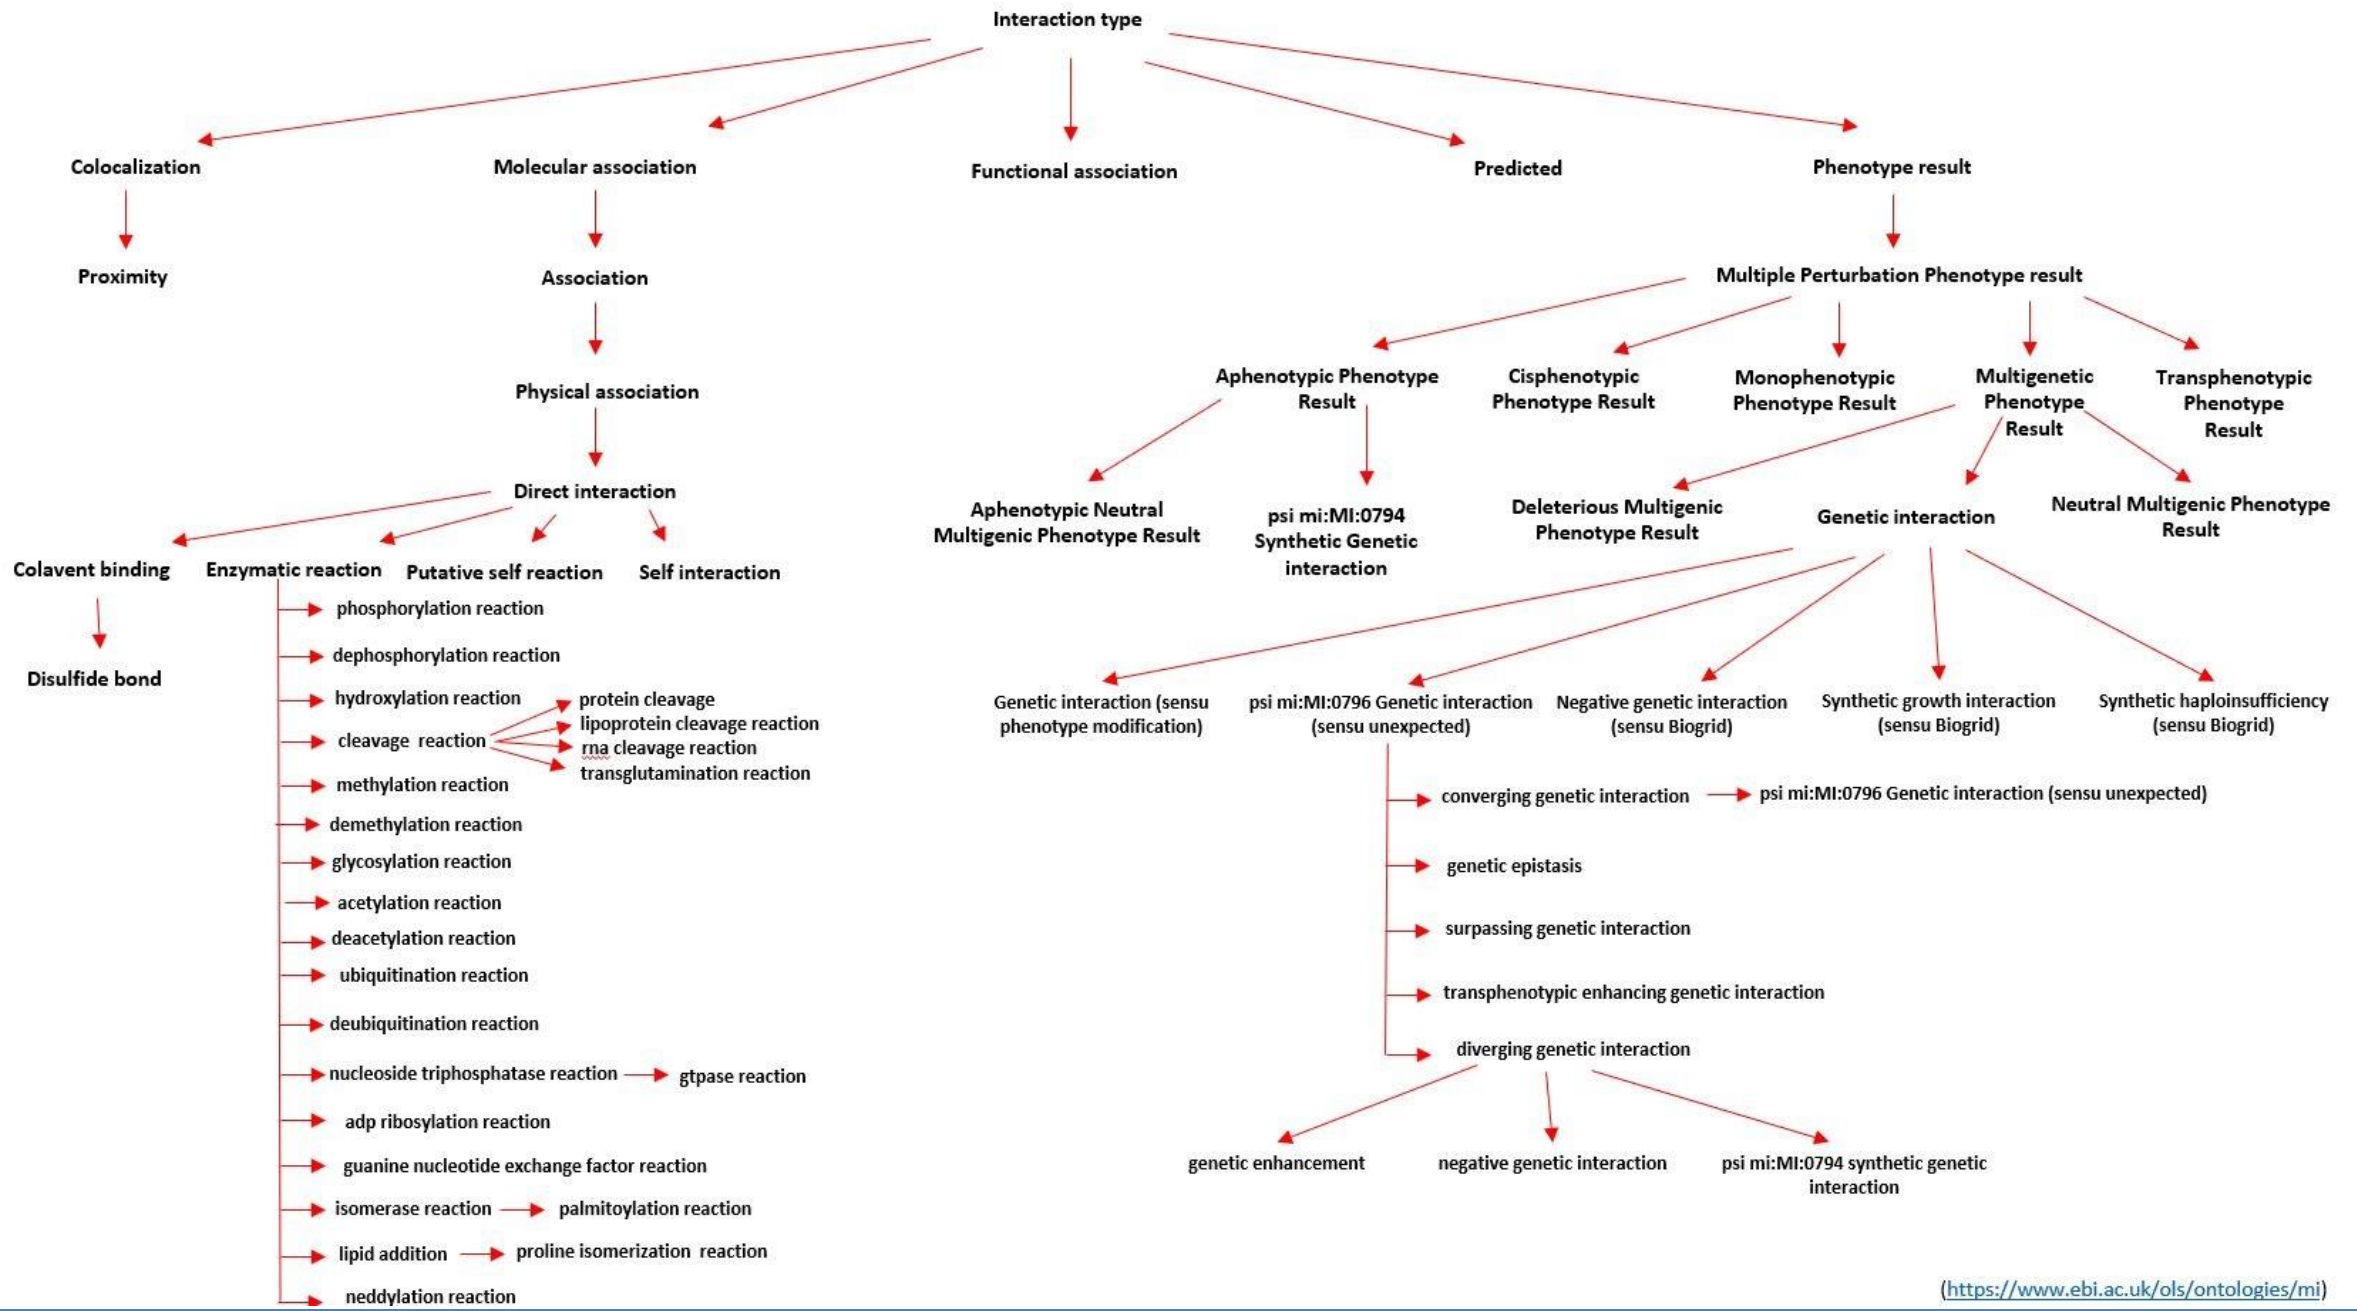 Interaction type
Colocalization
Molecular association
Functional association
Predicted
Phenotype result
Proximity
Association
Multiple Perturbation Phenotype result
Physical association
Aphenotypic Phenotype
Result
Cisphenotypic
Phenotype Result
Monophenotypic
Phenotype Result
Multigenetic
Phenotype
Result
Transphenotypic
Phenotype
Result
Direct interaction
Aphenotypic Neutral
Multigenic Phenotype Result
psi mi:MI:0794
Synthetic Genetic
interaction
Deleterious Multigenic
Phenotype Result
Genetic interaction
Neutral Multigenic Phenotype
Result
Colavent binding
Enzymatic reaction
Putative self reaction
Self interaction
Disulfide bond
phosphorylation reaction
dephosphorylation reaction
hydroxylation reaction
cleavage reaction
protein cleavage
lipoprotein cleavage reaction
rna cleavage reaction
transglutamination reaction
methylation reaction
demethylation reaction
glycosylation reaction
acetylation reaction
deacetylation reaction
ubiquitination reaction
deubiquitination reaction
nucleoside triphosphatase reaction
gtpase reaction
adp ribosylation reaction
guanine nucleotide exchange factor reaction
isomerase reaction
palmitoylation reaction
lipid addition
proline isomerization reaction
neddylation reaction
Genetic interaction (sensu
phenotype modification)
psi mi:MI:0796 Genetic interaction
(sensu unexpected)
Negative genetic interaction
(sensu Biogrid)
Synthetic growth interaction
(sensu Biogrid)
Synthetic haploinsufficiency
(sensu Biogrid)
converging genetic interaction
psi mi:MI:0796 Genetic interaction (sensu unexpected)
genetic epistasis
surpassing genetic interaction
transphenotypic enhancing genetic interaction
diverging genetic interaction
genetic enhancement
negative genetic interaction
psi mi:MI:0794 synthetic genetic
interaction
(https://www.ebi.ac.uk/ols/ontologies/mi)